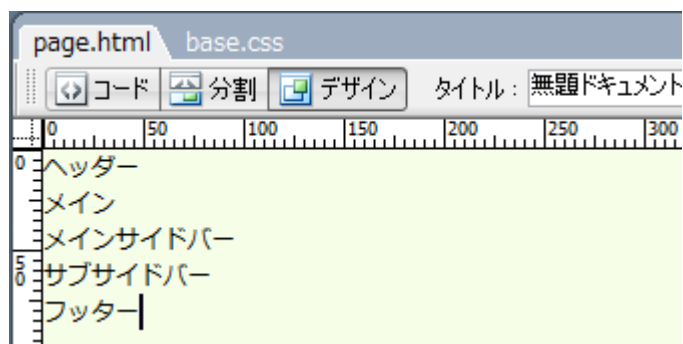 page.html base.css
コード 分割 デザイン タイトル： 無題ドキュメント
0 50 100 150 200 250 300
0
ヘッダー
メイン
メインサイドバー
50
サブサイドバー
フッター